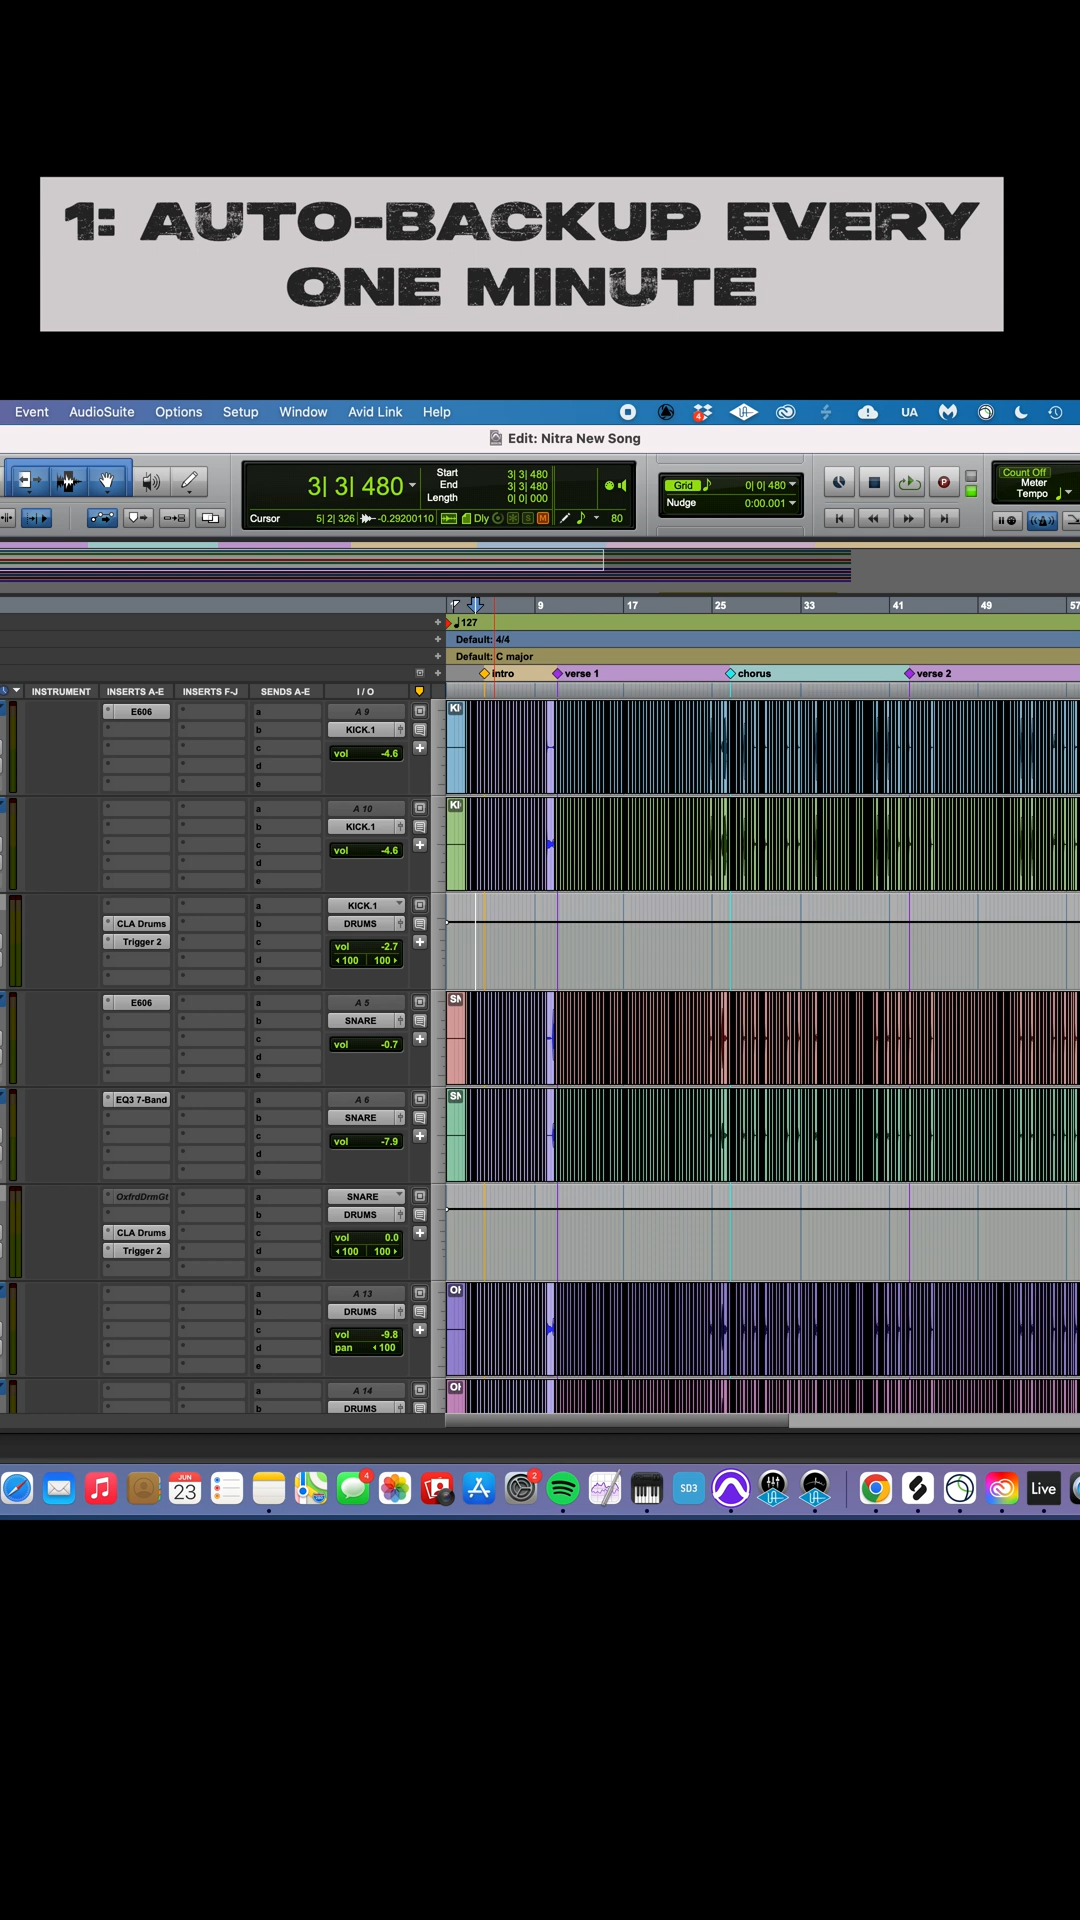 1: AUTO-BACKUP EVERY
ONE MINUTE
Event AudioSuite Options Setup Window Avid Link Help
4
UA
Edit: Nitra New Song
3| 3| 480
Start 3| 3| 480
End 3| 3| 480
Length 0| 0| 000
Cursor 5| 2| 326 -0.29200110 Dly S M 80
Grid 0| 0| 480
Nudge 0:00.001
P
Count Off
Meter
Tempo
9 17 25 33 41 49 57
127
Default: 4/4
Default: C major
intro verse 1 chorus verse 2
INSTRUMENT INSERTS A-E INSERTS F-J SENDS A-E I / O
E606 a A 9
b KICK.1
c vol -4.6
d
e
a A 10
b KICK.1
c vol -4.6
d
e
a KICK.1
CLA Drums b DRUMS
Trigger 2 c vol -2.7
d 100 100
e
E606 a A 5
b SNARE
c vol -0.7
d
e
EQ3 7-Band a A 6
b SNARE
c vol -7.9
d
e
OxfrdDrmGt a SNARE
b DRUMS
CLA Drums c vol 0.0
Trigger 2 d 100 100
e
a A 13
b DRUMS
c vol -9.8
d pan 100
e
a A 14
b DRUMS
JUN
23
4
2
SD3
Live